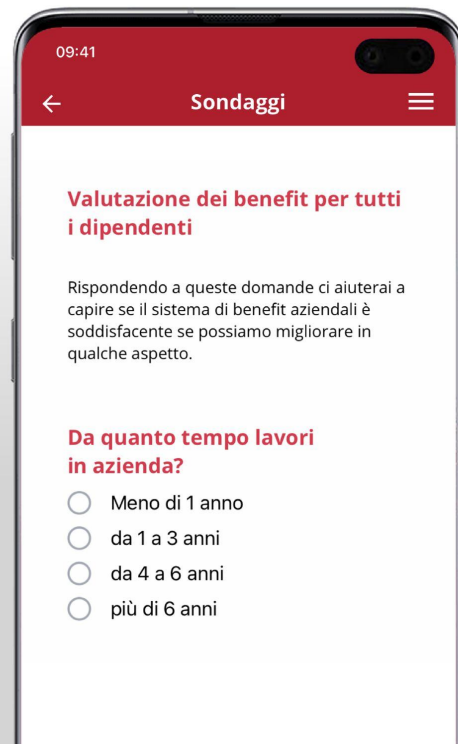 09:41
Sondaggi
Valutazione dei benefit per tutti
i dipendenti
Rispondendo a queste domande ci aiuterai a
capire se il sistema di benefit aziendali è
soddisfacente se possiamo migliorare in
qualche aspetto.
Da quanto tempo lavori
in azienda?
Meno di 1 anno
da 1 a 3 anni
da 4 a 6 anni
più di 6 anni